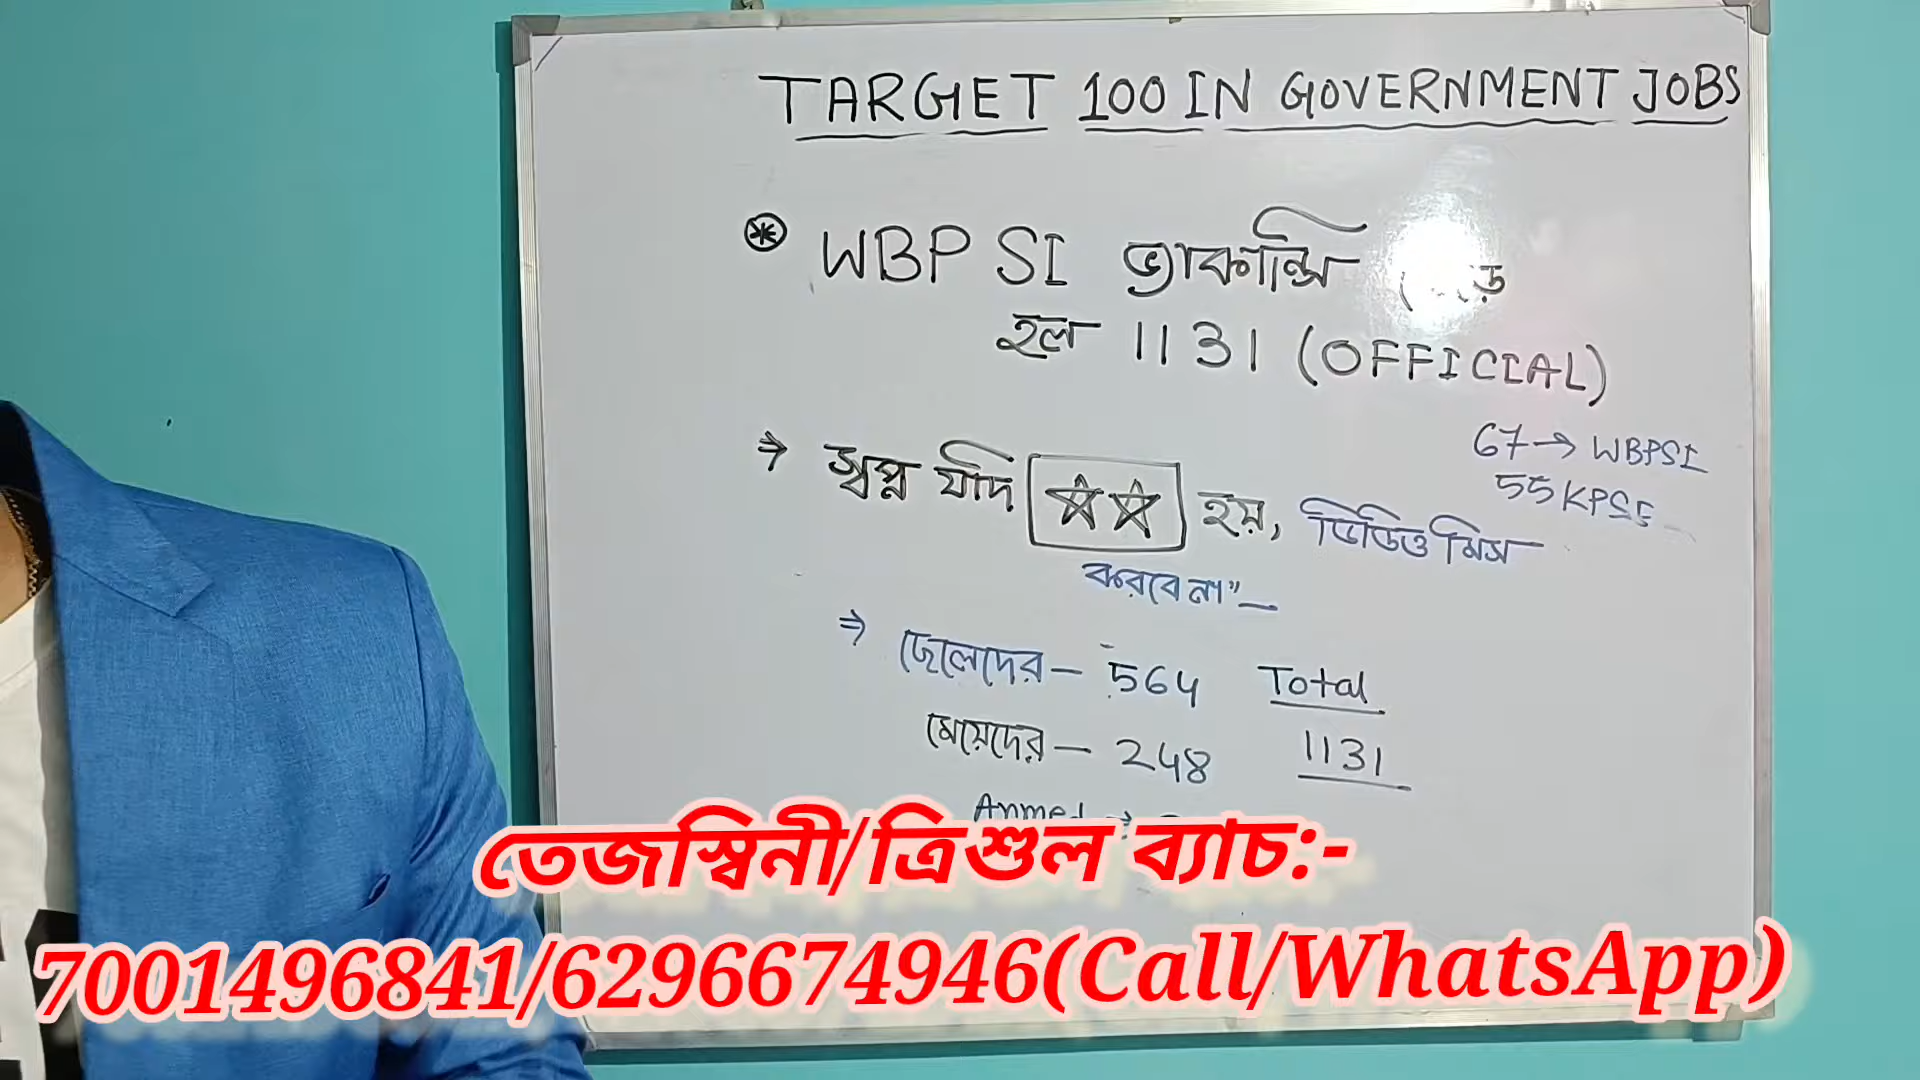 TARGET 100 IN GOVERNMENT JOBS
WBP SI ভাকান্সি
হল 1131 (OFFICIAL)
67 → WBPSI
55 KPSE
⇒ স্বপ্ন যদি ☆☆ হয়, ভিডিও মিস
করবে না” —
⇒ ছেলেদের — 564 Total
মেয়েদের — 248 1131
তেজস্বিনী/ত্রিশুল ব্যাচ:-
7001496841/6296674946(Call/WhatsApp)